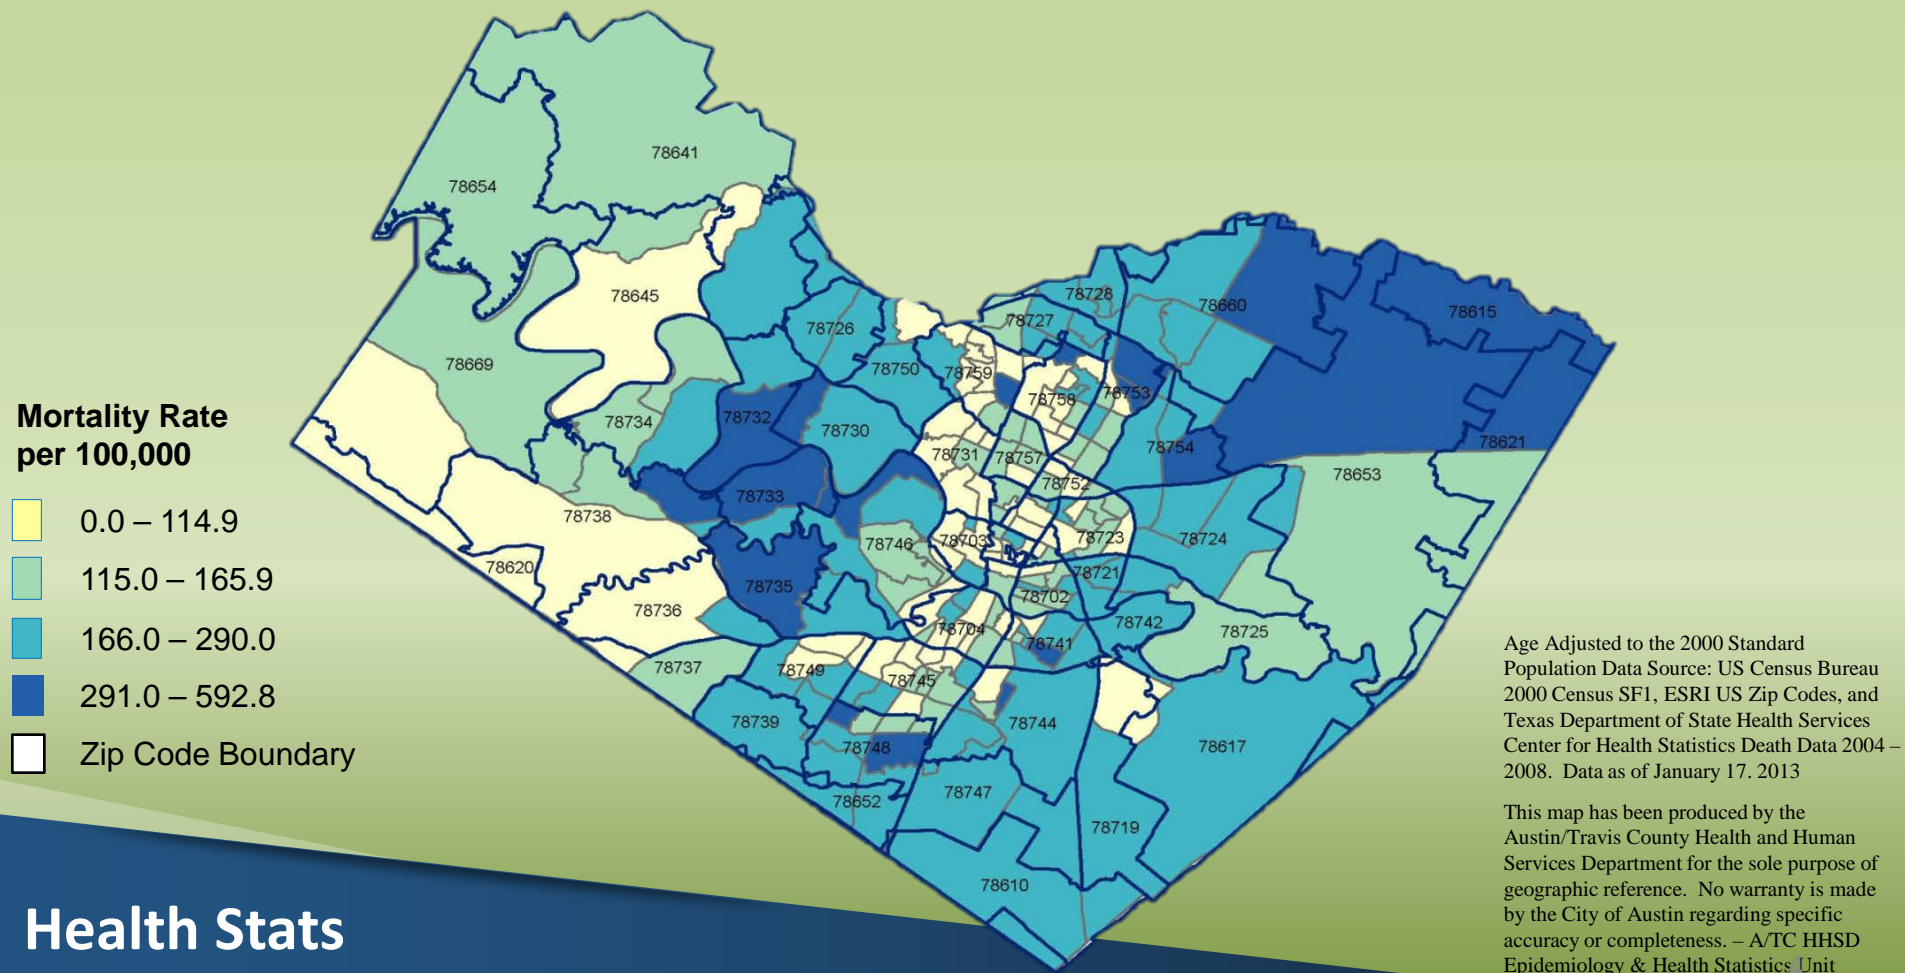 78641
78654
78645
78728
78660
78615
78727
78726
78669
78750
78759
78758
78753
78734
78732
78730
78621
78731
78757
78754
78653
78752
78733
78738
78746
78703
78723
78724
78620
78721
78735
78702
78736
78704
78741
78742
78725
78737
78749
78745
78739
78748
78744
78617
78652
78747
78719
78610
Mortality Rate
per 100,000
0.0 – 114.9
115.0 – 165.9
166.0 – 290.0
291.0 – 592.8
Zip Code Boundary
Age Adjusted to the 2000 Standard
Population Data Source: US Census Bureau
2000 Census SF1, ESRI US Zip Codes, and
Texas Department of State Health Services
Center for Health Statistics Death Data 2004 –
2008. Data as of January 17. 2013
This map has been produced by the
Austin/Travis County Health and Human
Services Department for the sole purpose of
geographic reference. No warranty is made
by the City of Austin regarding specific
accuracy or completeness. – A/TC HHSD
Epidemiology & Health Statistics Unit
Health Stats